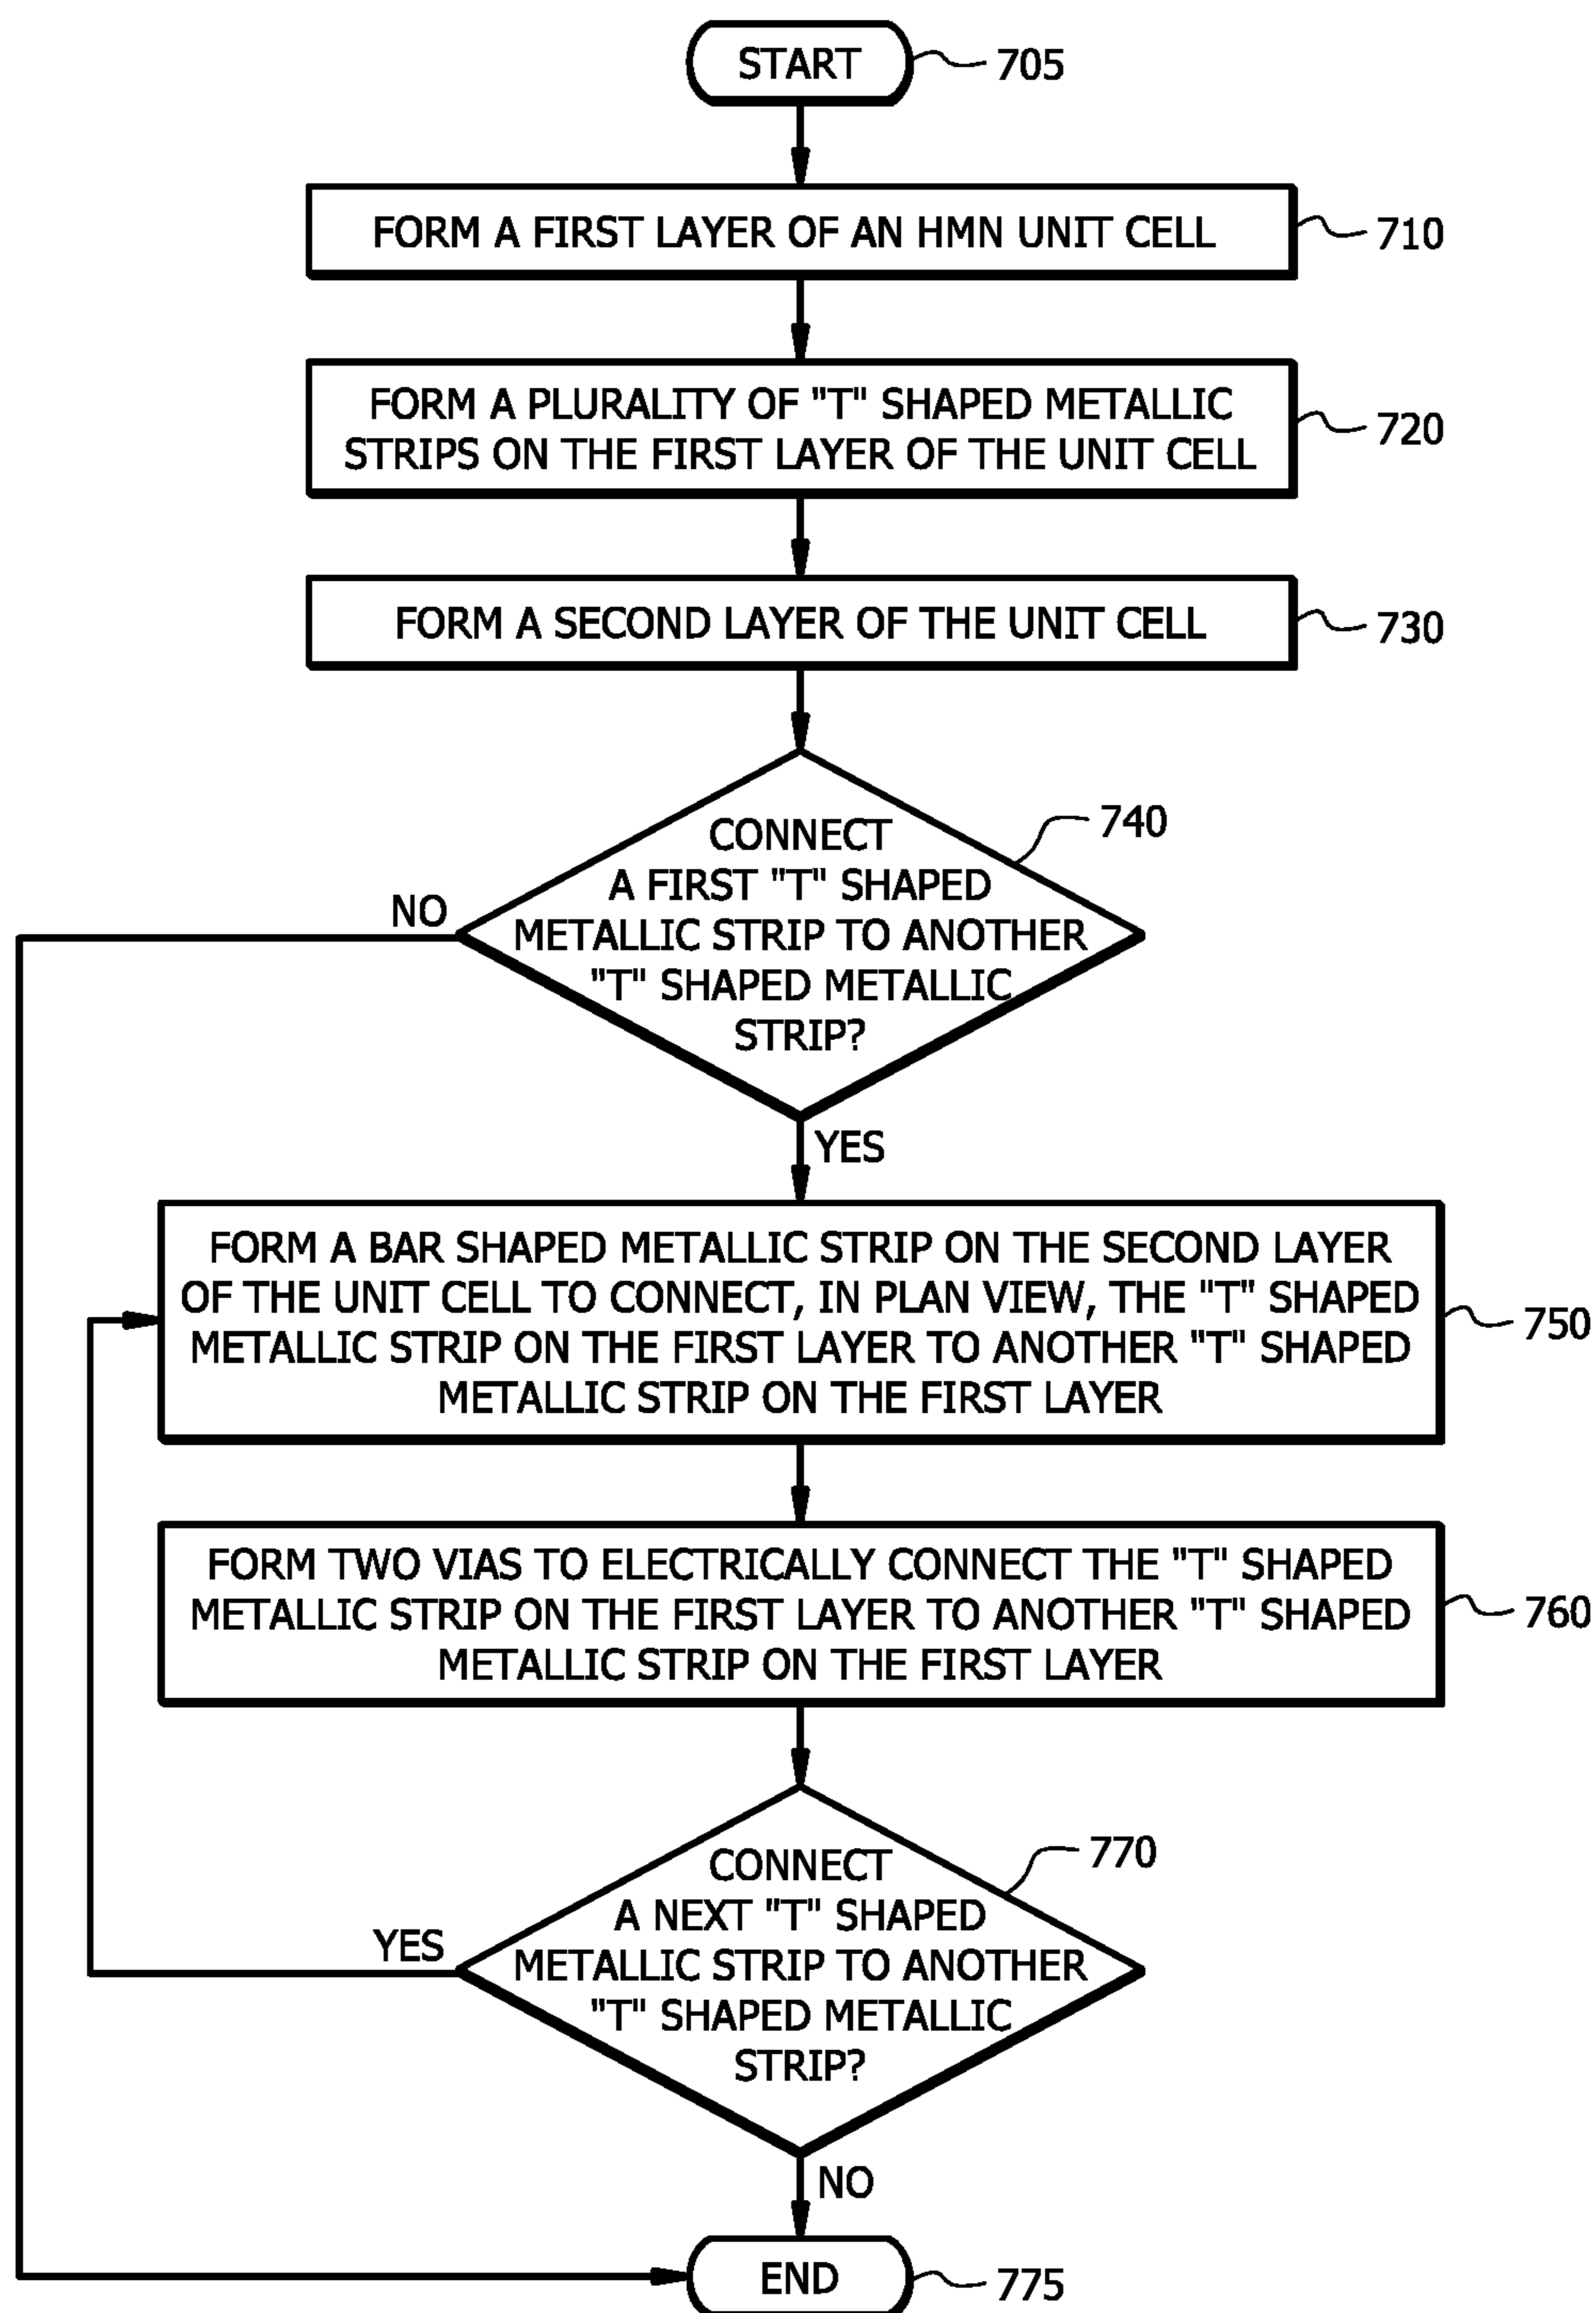 START
705
FORM A FIRST LAYER OF AN HMN UNIT CELL
710
FORM A PLURALITY OF "T" SHAPED METALLIC
STRIPS ON THE FIRST LAYER OF THE UNIT CELL
720
FORM A SECOND LAYER OF THE UNIT CELL
730
CONNECT
A FIRST "T" SHAPED
METALLIC STRIP TO ANOTHER
"T" SHAPED METALLIC
STRIP?
740
NO
YES
FORM A BAR SHAPED METALLIC STRIP ON THE SECOND LAYER
OF THE UNIT CELL TO CONNECT, IN PLAN VIEW, THE "T" SHAPED
METALLIC STRIP ON THE FIRST LAYER TO ANOTHER "T" SHAPED
METALLIC STRIP ON THE FIRST LAYER
750
FORM TWO VIAS TO ELECTRICALLY CONNECT THE "T" SHAPED
METALLIC STRIP ON THE FIRST LAYER TO ANOTHER "T" SHAPED
METALLIC STRIP ON THE FIRST LAYER
760
CONNECT
A NEXT "T" SHAPED
METALLIC STRIP TO ANOTHER
"T" SHAPED METALLIC
STRIP?
770
YES
NO
END
775